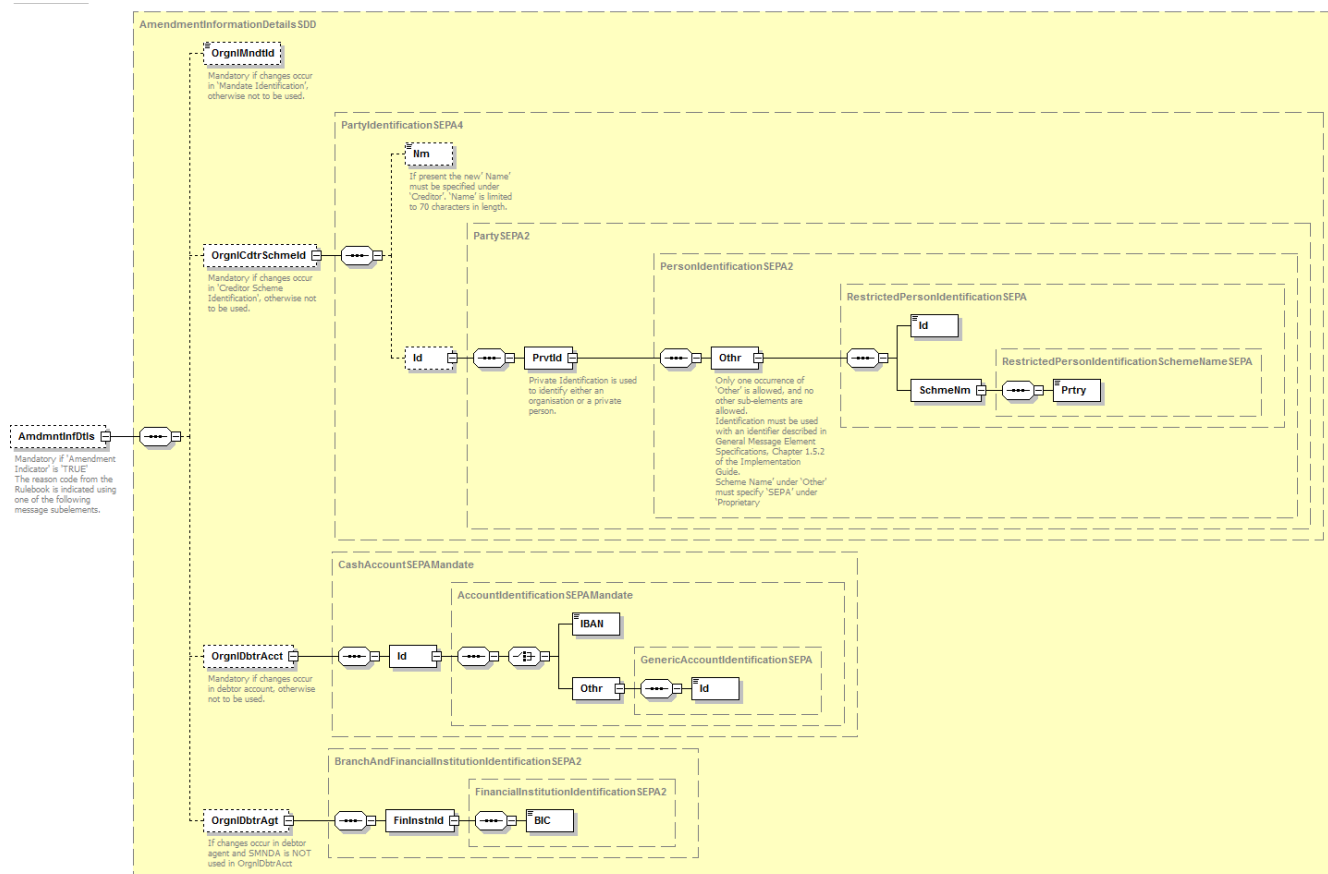 AmendmentInformationDetailsSDD
OrgnlMndtId
Mandatory if changes occur
in 'Mandate Identification',
otherwise not to be used.
PartyIdentificationSEPA4
Nm
If present the new' Name'
must be specified under
'Creditor'. 'Name' is limited
to 70 characters in length.
PartySEPA2
OrgnlCdtrSchmeId
Mandatory if changes occur
in 'Creditor Scheme
Identification', otherwise not
to be used.
PersonIdentificationSEPA2
RestrictedPersonIdentificationSEPA
Id
Id
PrvtId
Private Identification is used
to identify either an
organisation or a private
person.
Othr
Only one occurrence of
'Other' is allowed, and no
other sub-elements are
allowed.
Identification must be used
with an identifier described in
General Message Element
Specifications, Chapter 1.5.2
of the Implementation
Guide.
Scheme Name' under 'Other'
must specify 'SEPA' under
'Proprietary
RestrictedPersonIdentificationSchemeNameSEPA
SchmeNm
Prtry
AmdmntInfDtls
Mandatory if 'Amendment
Indicator' is 'TRUE'
The reason code from the
Rulebook is indicated using
one of the following
message subelements.
CashAccountSEPAMandate
AccountIdentificationSEPAMandate
IBAN
OrgnlDbtrAcct
Mandatory if changes occur
in debtor account, otherwise
not to be used.
Id
GenericAccountIdentificationSEPA
Othr
Id
BranchAndFinancialInstitutionIdentificationSEPA2
FinancialInstitutionIdentificationSEPA2
OrgnlDbtrAgt
If changes occur in debtor
agent and SMNDA is NOT
used in OrgnlDbtrAcct
FinInstnId
BIC